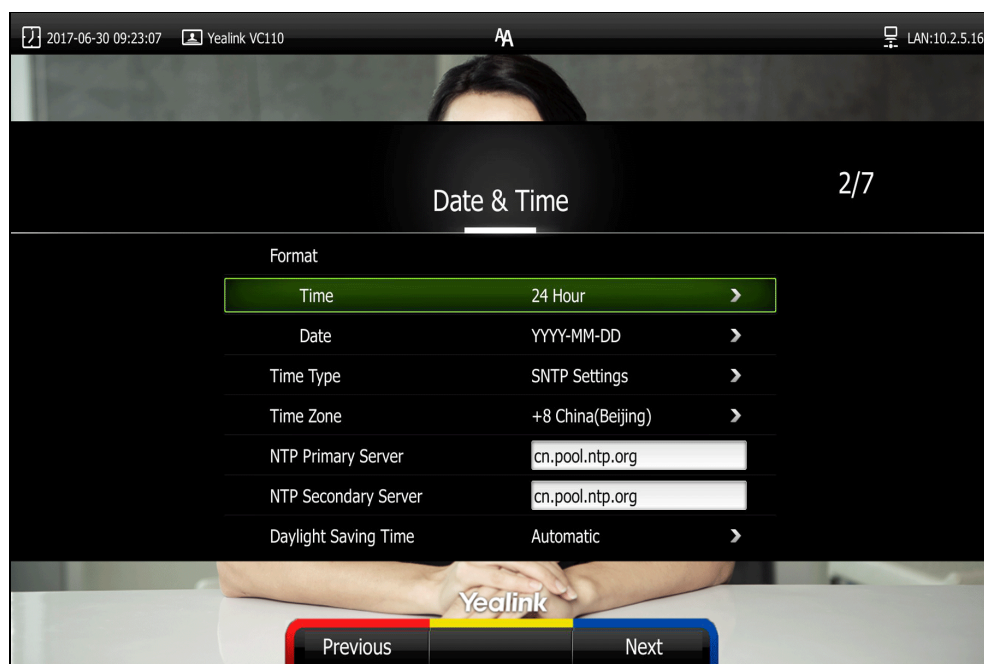 2017-06-30 09:23:07 Yealink VC110 AA LAN:10.2.5.16
Date & Time 2/7
Format
Time 24 Hour
Date YYYY-MM-DD
Time Type SNTP Settings
Time Zone +8 China(Beijing)
NTP Primary Server cn.pool.ntp.org
NTP Secondary Server cn.pool.ntp.org
Daylight Saving Time Automatic
Yealink
Previous Next